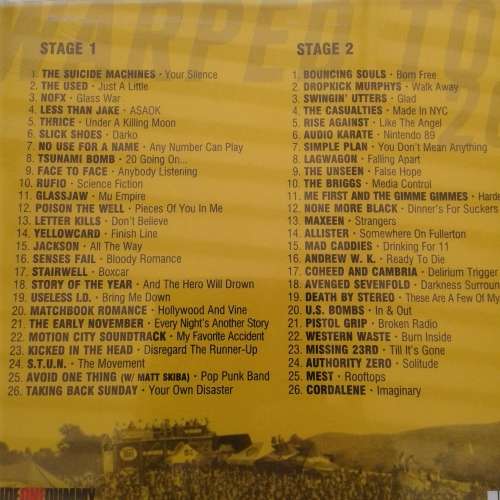 WARPED TO
STAGE 1
1. THE SUICIDE MACHINES · Your Silence
2. THE USED · Just A Little
3. NOFX · Glass War
4. LESS THAN JAKE · ASAOK
5. THRICE · Under A Killing Moon
6. SLICK SHOES · Darko
7. NO USE FOR A NAME · Any Number Can Play
8. TSUNAMI BOMB · 20 Going On...
9. FACE TO FACE · Anybody Listening
10. RUFIO · Science Fiction
11. GLASSJAW · Mu Empire
12. POISON THE WELL · Pieces Of You In Me
13. LETTER KILLS · Don't Believe
14. YELLOWCARD · Finish Line
15. JACKSON · All The Way
16. SENSES FAIL · Bloody Romance
17. STAIRWELL · Boxcar
18. STORY OF THE YEAR · And The Hero Will Drown
19. USELESS I.D. · Bring Me Down
20. MATCHBOOK ROMANCE · Hollywood And Vine
21. THE EARLY NOVEMBER · Every Night's Another Story
22. MOTION CITY SOUNDTRACK · My Favorite Accident
23. KICKED IN THE HEAD · Disregard The Runner-Up
24. S.T.U.N. · The Movement
25. AVOID ONE THING (W/ MATT SKIBA) · Pop Punk Band
26. TAKING BACK SUNDAY · Your Own Disaster
STAGE 2
1. BOUNCING SOULS · Born Free
2. DROPKICK MURPHYS · Walk Away
3. SWINGIN' UTTERS · Glad
4. THE CASUALTIES · Made In NYC
5. RISE AGAINST · Like The Angel
6. AUDIO KARATE · Nintendo 89
7. SIMPLE PLAN · You Don't Mean Anything
8. LAGWAGON · Falling Apart
9. THE UNSEEN · False Hope
10. THE BRIGGS · Media Control
11. ME FIRST AND THE GIMME GIMMES · Hard
12. NONE MORE BLACK · Dinner's For Suckers
13. MAXEEN · Strangers
14. ALLISTER · Somewhere On Fullerton
15. MAD CADDIES · Drinking For 11
16. ANDREW W. K. · Ready To Die
17. COHEED AND CAMBRIA · Delirium Trigger
18. AVENGED SEVENFOLD · Darkness Surroun
19. DEATH BY STEREO · These Are A Few Of My
20. U.S. BOMBS · In & Out
21. PISTOL GRIP · Broken Radio
22. WESTERN WASTE · Burn Inside
23. MISSING 23RD · Till It's Gone
24. AUTHORITY ZERO · Solitude
25. MEST · Rooftops
26. CORDALENE · Imaginary
20
IDEONEDUMMY